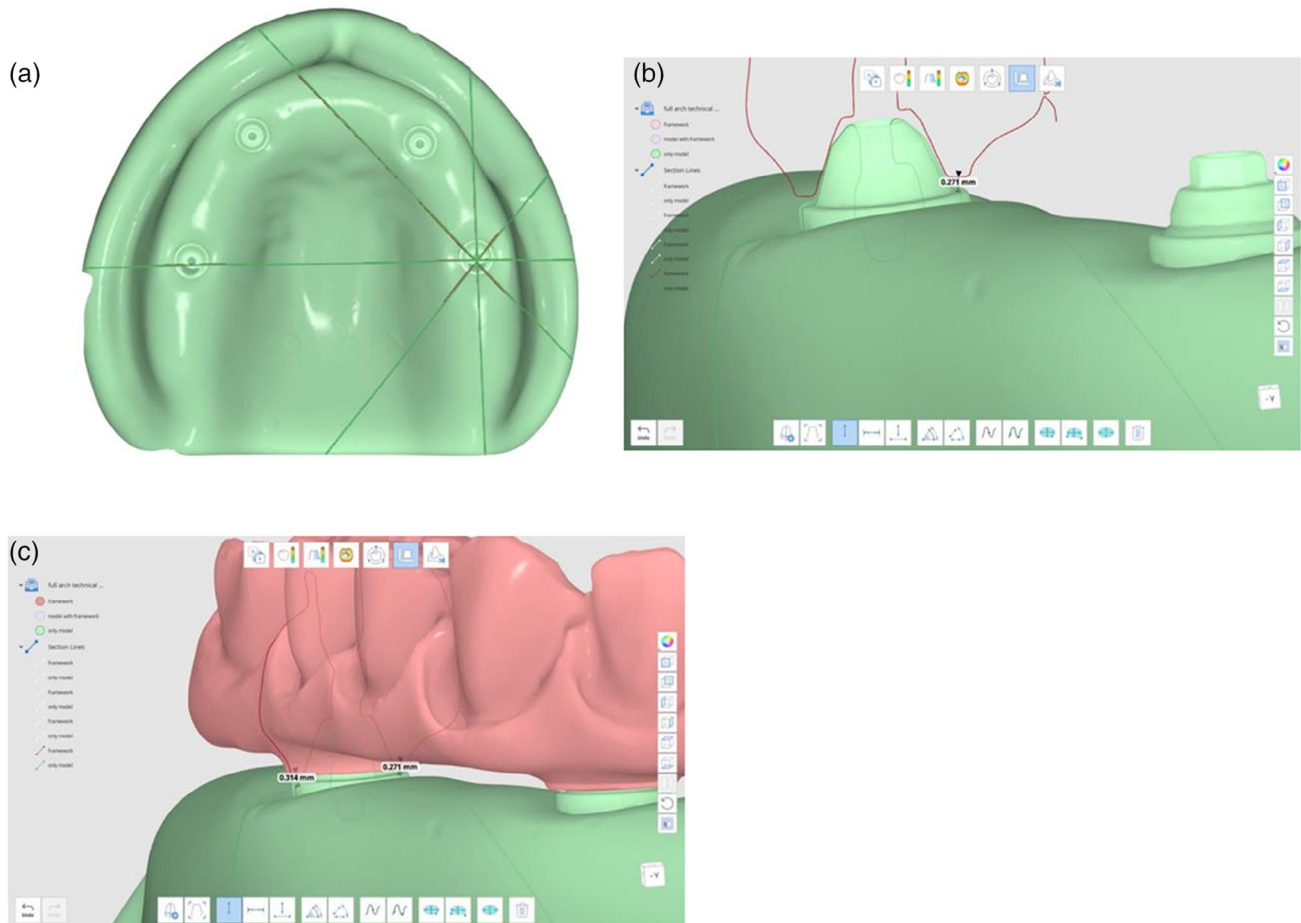 (a)
(b)
full arch technical ...
framework
model with framework
only model
Section Lines
framework
only model
framework
only model
framework
only model
framework
only model
0.271 mm
-Y
Undo
Redo
(c)
full arch technical ...
framework
model with framework
only model
Section Lines
framework
only model
framework
only model
framework
only model
framework
only model
0.314 mm
0.271 mm
-Y
Undo